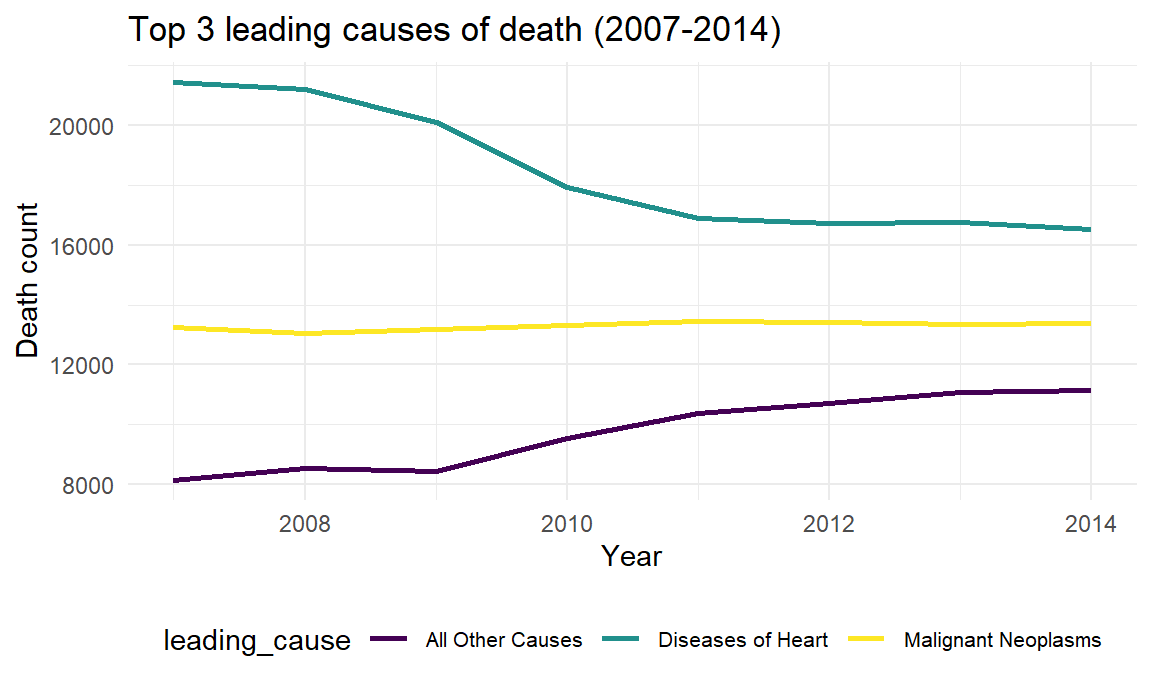 Top 3 leading causes of death (2007-2014)
Death count
20000
16000
12000
8000
2008 2010 2012 2014
Year
leading_cause All Other Causes Diseases of Heart Malignant Neoplasms